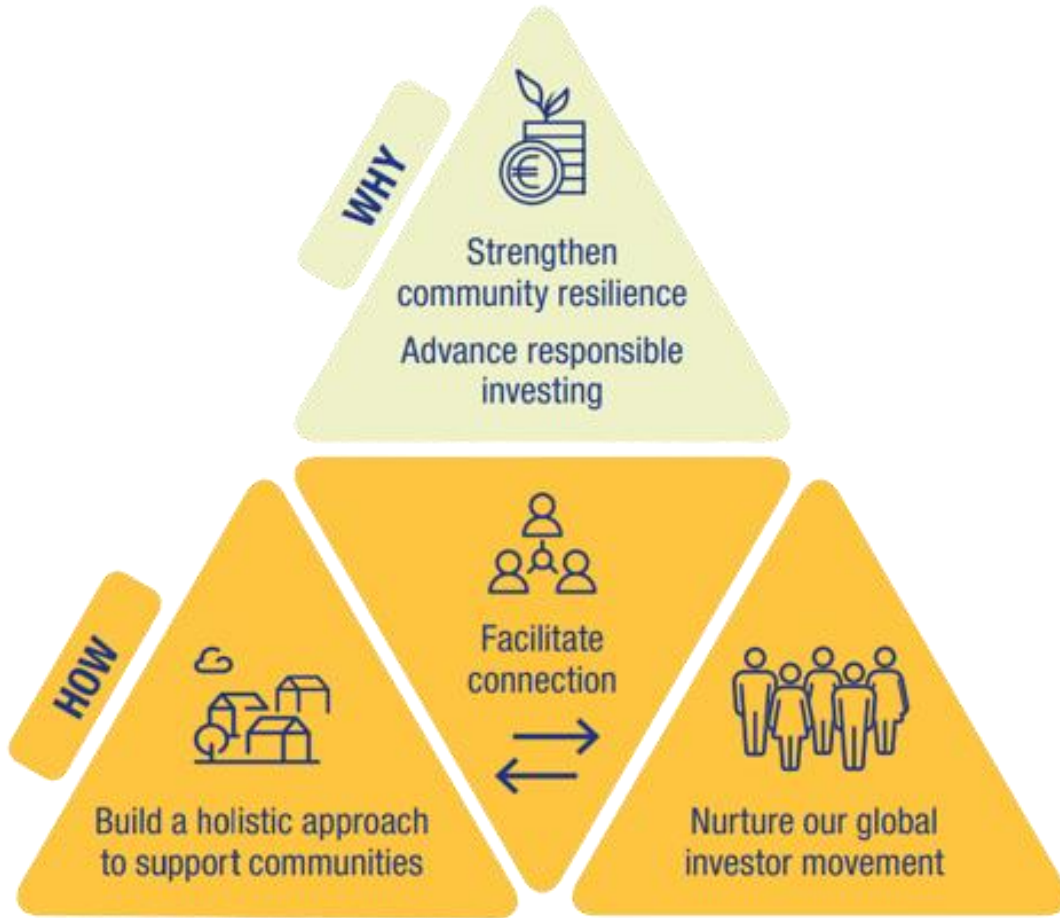 WHY
€
Strengthen
community resilience
Advance responsible
investing
HOW
Facilitate
connection
Build a holistic approach
to support communities
Nurture our global
investor movement